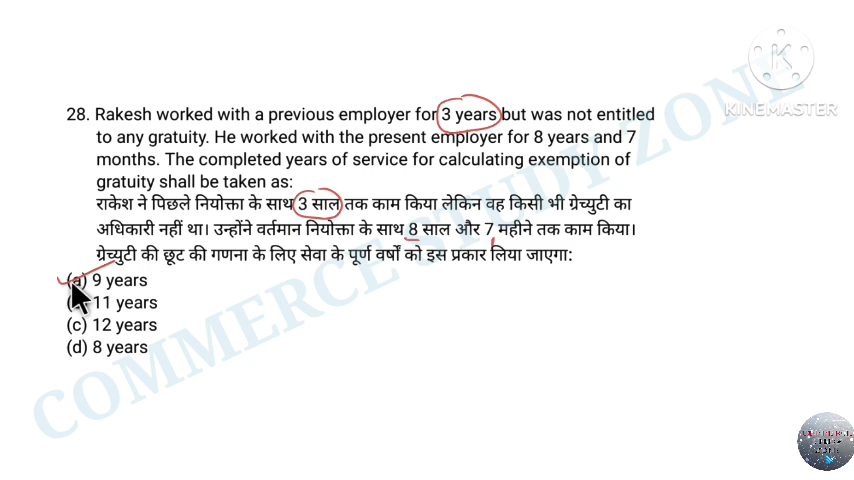 KINEMASTER
28. Rakesh worked with a previous employer for 3 years but was not entitled
to any gratuity. He worked with the present employer for 8 years and 7
months. The completed years of service for calculating exemption of
gratuity shall be taken as:
राकेश ने पिछले नियोक्ता के साथ 3 साल तक काम किया लेकिन वह किसी भी ग्रेच्युटी का
अधिकारी नहीं था। उन्होंने वर्तमान नियोक्ता के साथ 8 साल और 7 महीने तक काम किया।
ग्रेच्युटी की छूट की गणना के लिए सेवा के पूर्ण वर्षों को इस प्रकार लिया जाएगा:
(a) 9 years
11 years
(c) 12 years
(d) 8 years
COMMERCE STUDY ZONE